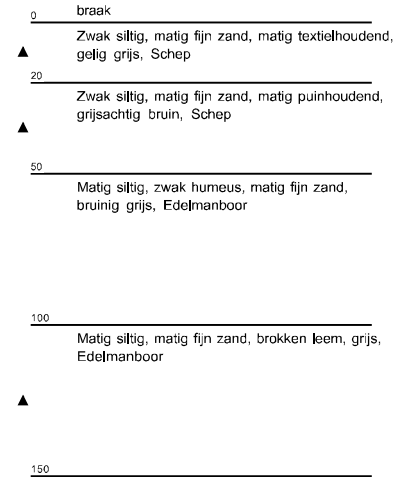 0
braak
Zwak siltig, matig fijn zand, matig textielhoudend,
gelig grijs, Schep
20
Zwak siltig, matig fijn zand, matig puinhoudend,
grijsachtig bruin, Schep
50
Matig siltig, zwak humeus, matig fijn zand,
bruinig grijs, Edelmanboor
100
Matig siltig, matig fijn zand, brokken leem, grijs,
Edelmanboor
150